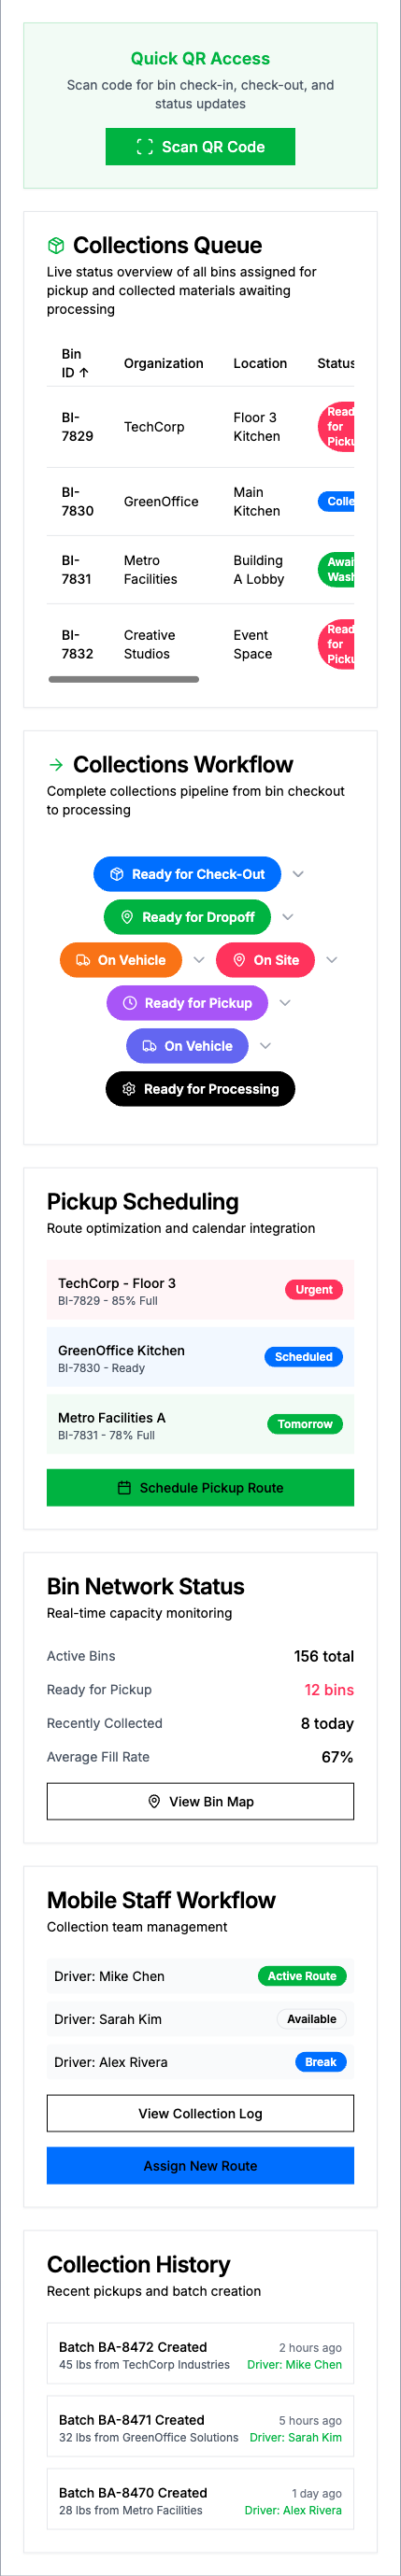 Quick QR Access
Scan code for bin check-in, check-out, and
status updates
Scan QR Code
Collections Queue
Live status overview of all bins assigned for
pickup and collected materials awaiting
processing
Bin
ID ↑
Organization
Location
Status
BI-
7829
TechCorp
Floor 3
Kitchen
Read
for
Picku
BI-
7830
GreenOffice
Main
Kitchen
Colle
BI-
7831
Metro
Facilities
Building
A Lobby
Awai
Wash
BI-
7832
Creative
Studios
Event
Space
Read
for
Picku
Collections Workflow
Complete collections pipeline from bin checkout
to processing
Ready for Check-Out
Ready for Dropoff
On Vehicle
On Site
Ready for Pickup
On Vehicle
Ready for Processing
Pickup Scheduling
Route optimization and calendar integration
TechCorp - Floor 3
BI-7829 - 85% Full
Urgent
GreenOffice Kitchen
BI-7830 - Ready
Scheduled
Metro Facilities A
BI-7831 - 78% Full
Tomorrow
Schedule Pickup Route
Bin Network Status
Real-time capacity monitoring
Active Bins 156 total
Ready for Pickup 12 bins
Recently Collected 8 today
Average Fill Rate 67%
View Bin Map
Mobile Staff Workflow
Collection team management
Driver: Mike Chen Active Route
Driver: Sarah Kim Available
Driver: Alex Rivera Break
View Collection Log
Assign New Route
Collection History
Recent pickups and batch creation
Batch BA-8472 Created 2 hours ago
45 lbs from TechCorp Industries Driver: Mike Chen
Batch BA-8471 Created 5 hours ago
32 lbs from GreenOffice Solutions Driver: Sarah Kim
Batch BA-8470 Created 1 day ago
28 lbs from Metro Facilities Driver: Alex Rivera